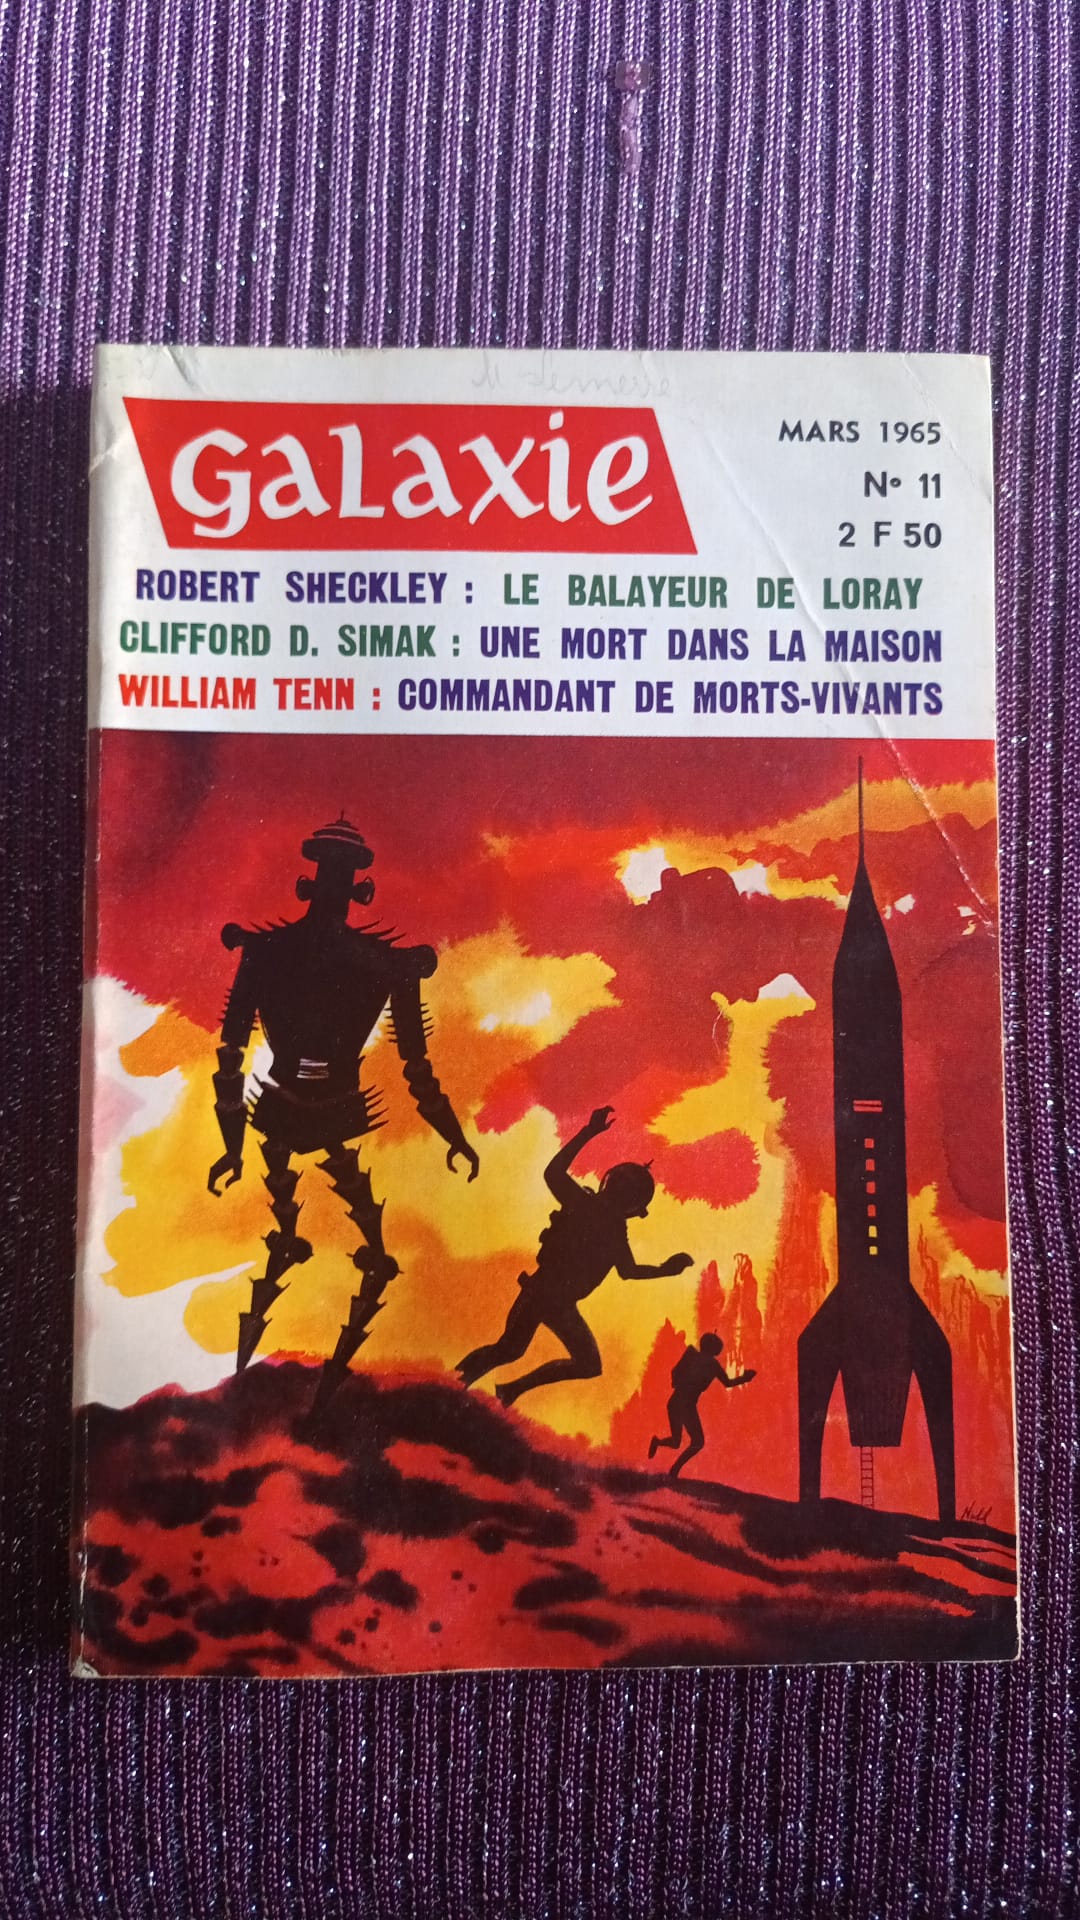 Galaxie
MARS 1965
Nº 11
2 F 50
ROBERT SHECKLEY : LE BALAYEUR DE LORAY
CLIFFORD D. SIMAK : UNE MORT DANS LA MAISON
WILLIAM TENN : COMMANDANT DE MORTS-VIVANTS